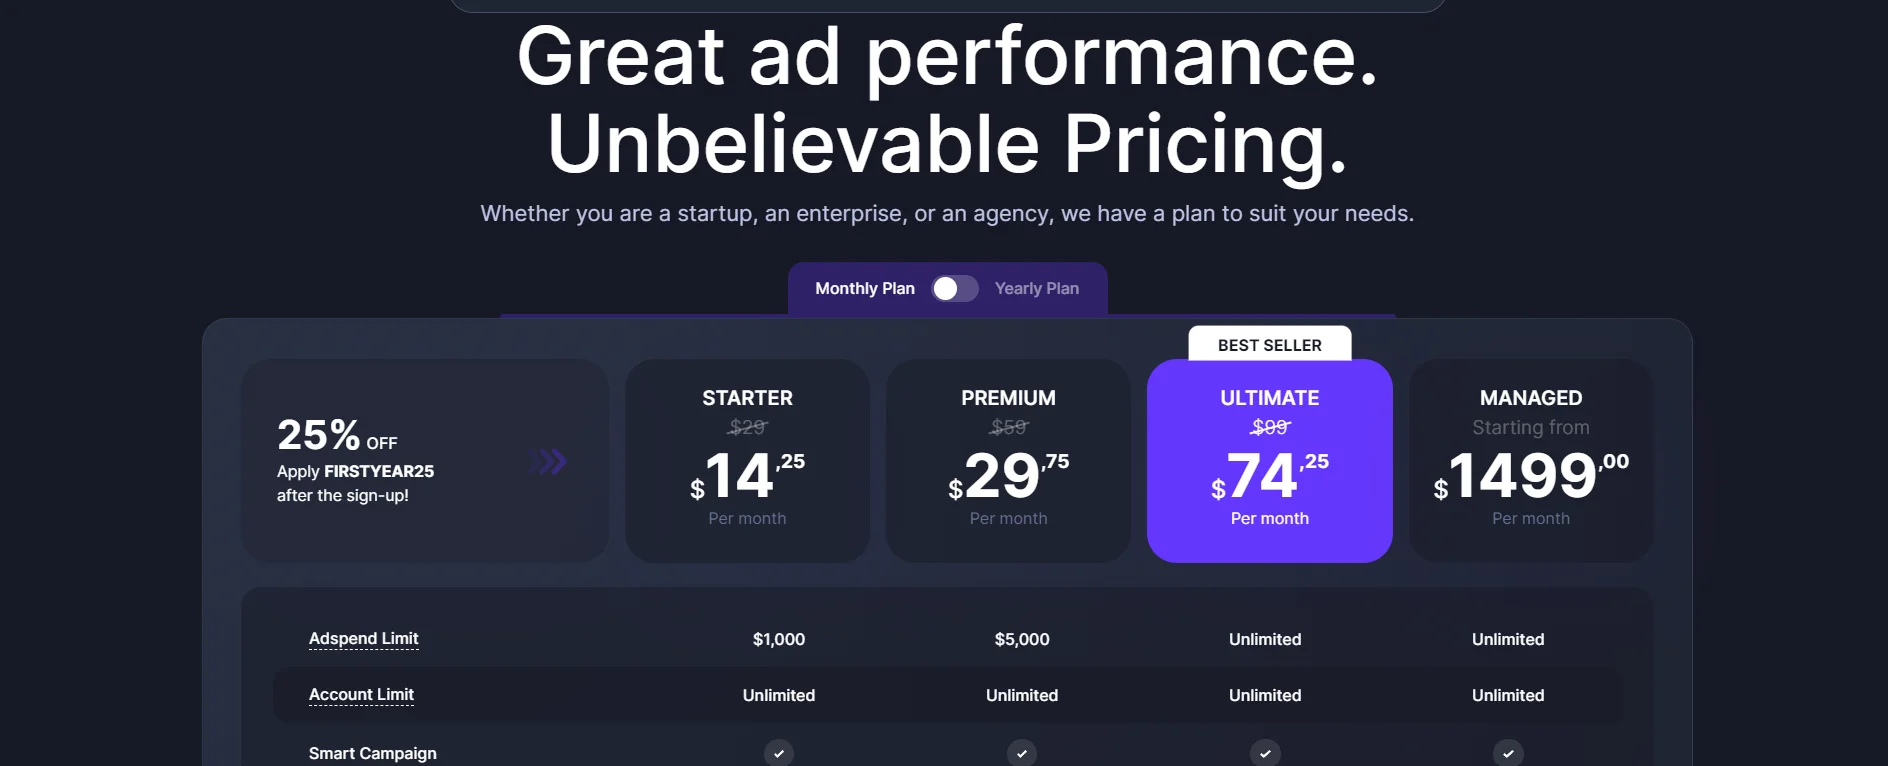 Great ad performance.
Unbelievable Pricing.
Whether you are a startup, an enterprise, or an agency, we have a plan to suit your needs.
Monthly Plan Yearly Plan
25% OFF
Apply FIRSTYEAR25
after the sign-up!
STARTER
$29
$14,25
Per month
PREMIUM
$59
$29,75
Per month
BEST SELLER
ULTIMATE
$99
$74,25
Per month
MANAGED
Starting from
$1499,00
Per month
Adspend Limit $1,000 $5,000 Unlimited Unlimited
Account Limit Unlimited Unlimited Unlimited Unlimited
Smart Campaign